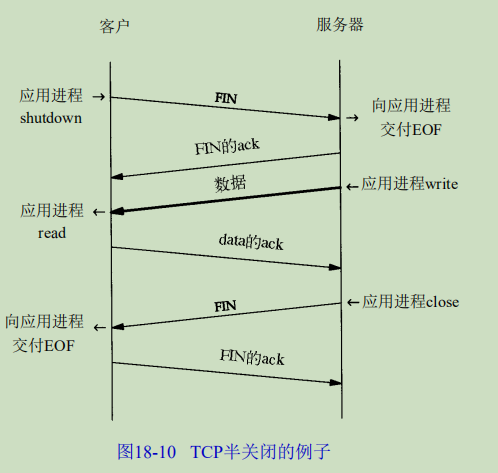 客户
服务器
应用进程
shutdown
FIN
向应用进程
交付EOF
FIN的ack
数据
应用进程write
应用进程
read
data的ack
应用进程close
FIN
向应用进程
交付EOF
FIN的ack
图18-10 TCP半关闭的例子